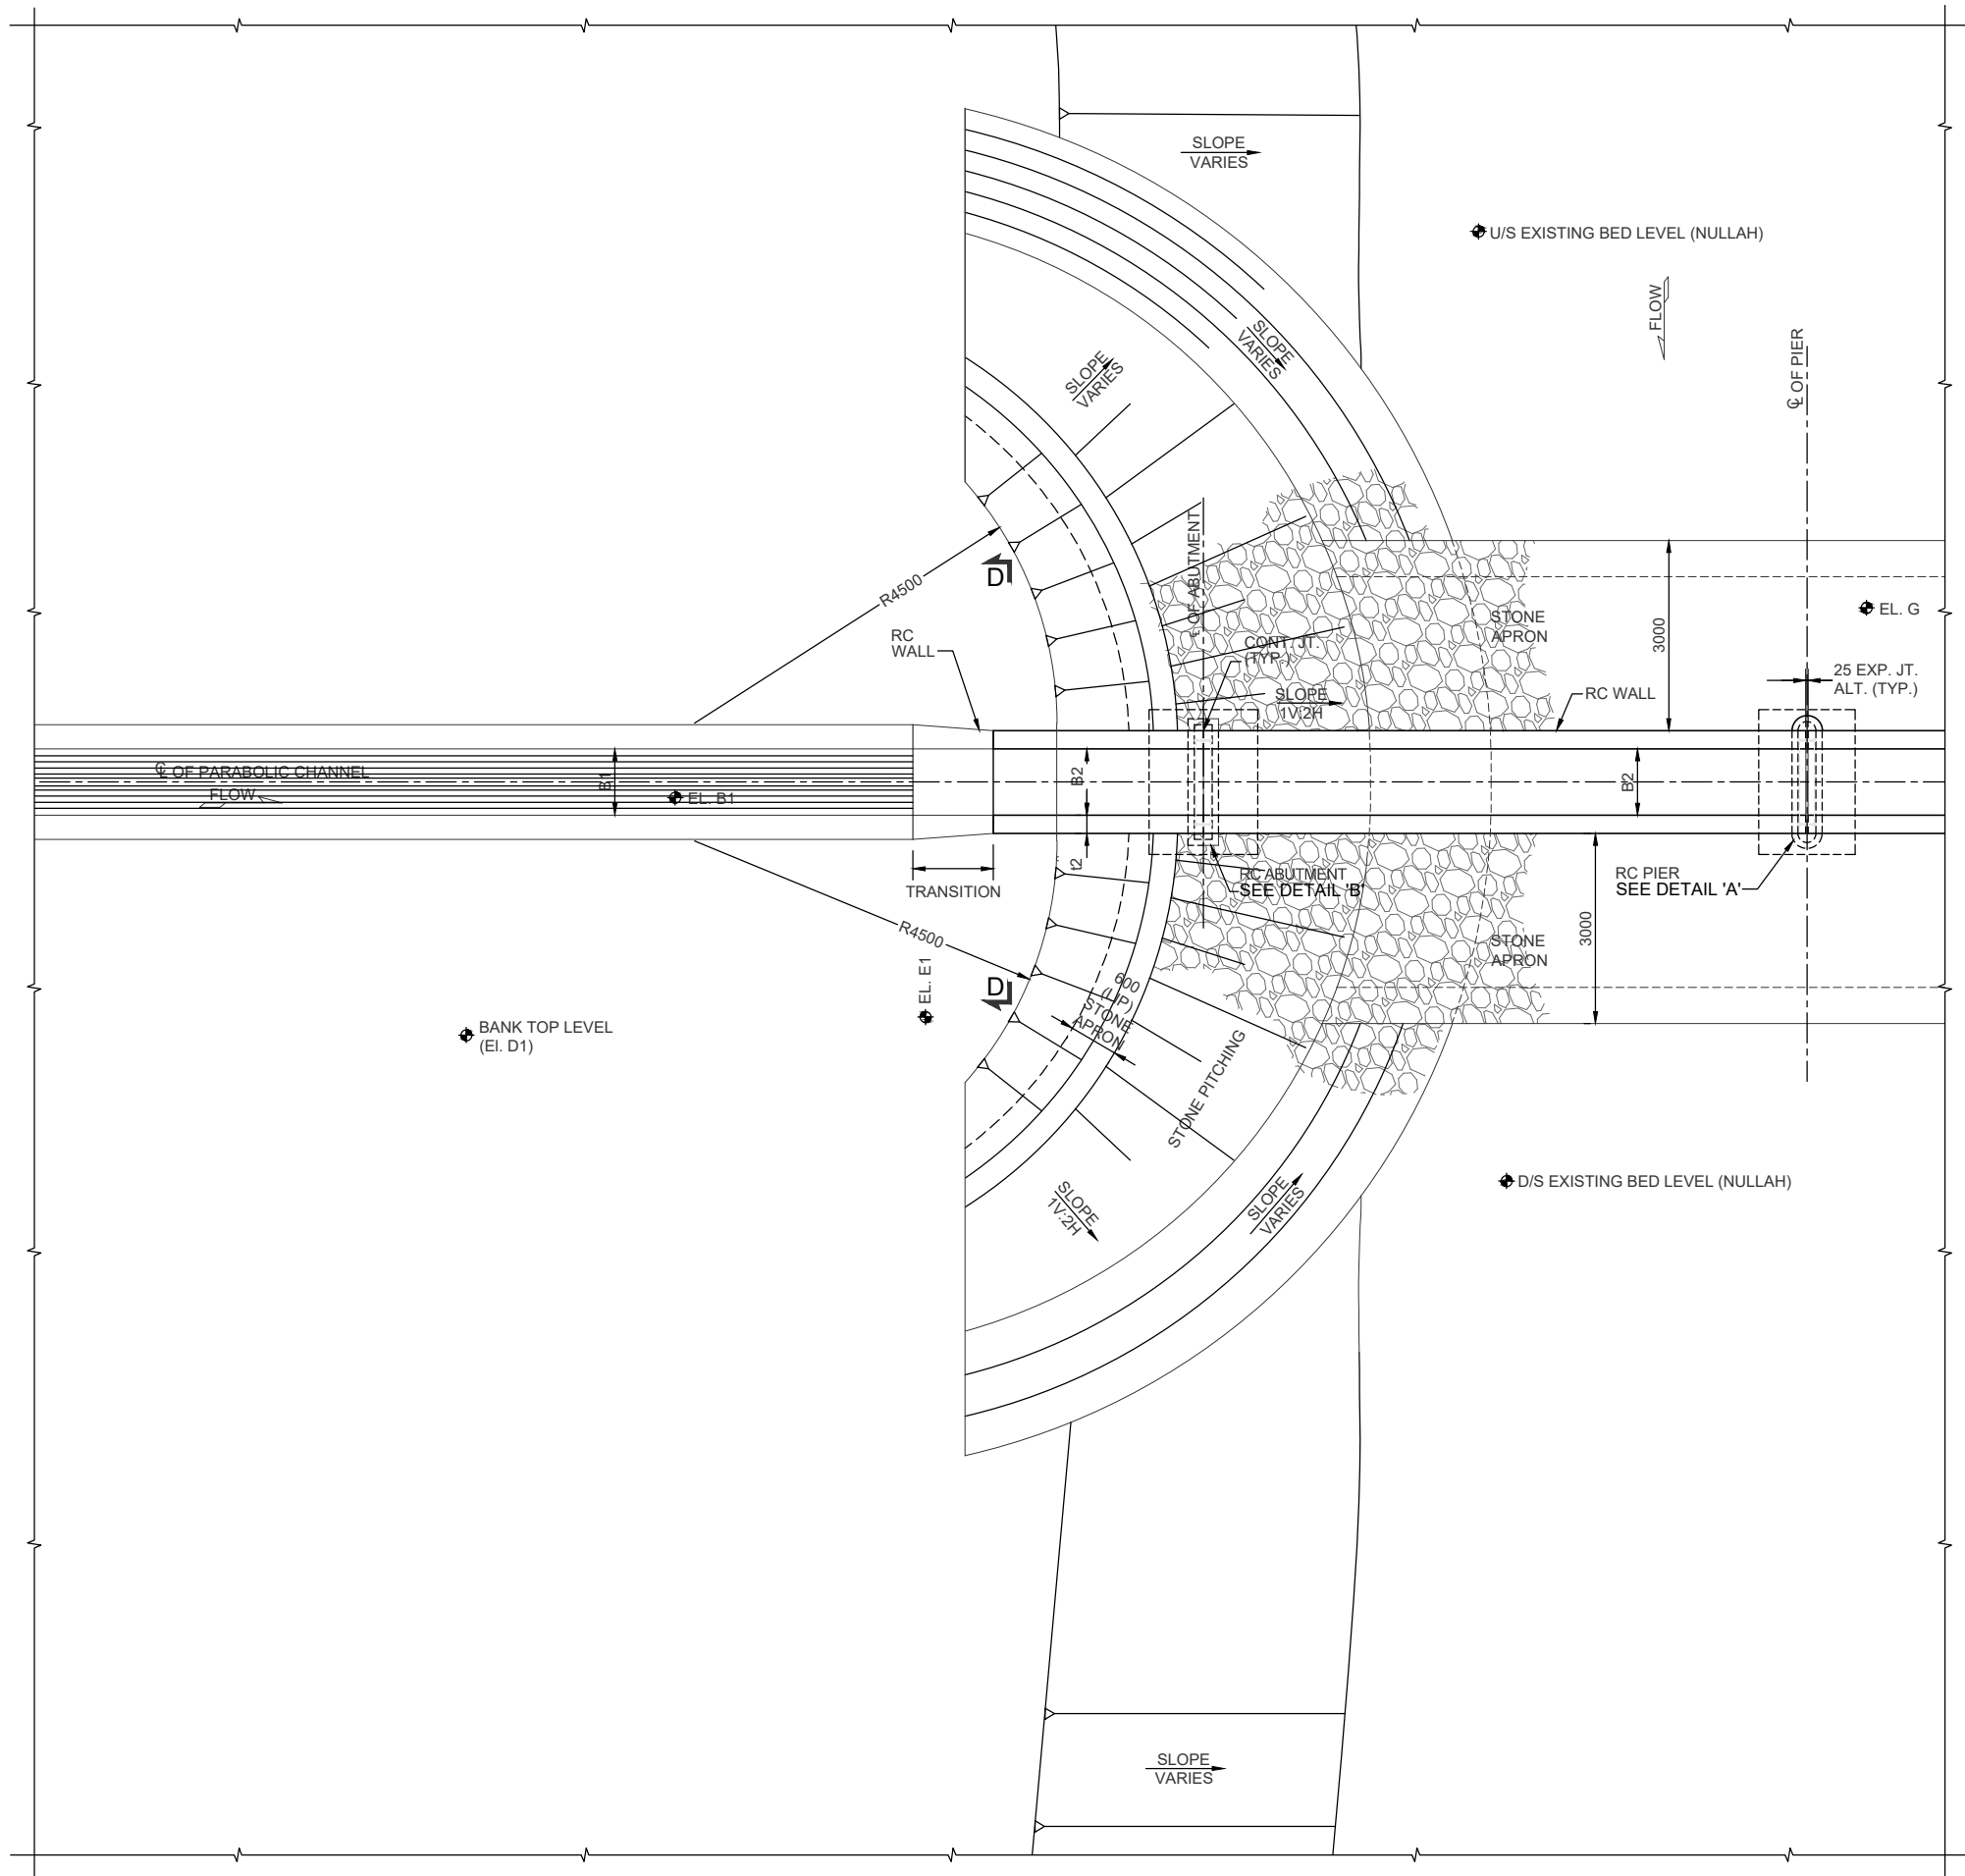 SLOPE
VARIES
U/S EXISTING BED LEVEL (NULLAH)
FLOW
℄ OF PIER
SLOPE
VARIES
SLOPE
VARIES
℄ OF ABUTMENT
D
R4500
RC
WALL
STONE
APRON
3000
EL. G
CONT. JT.
(TYP.)
SLOPE
1V:2H
RC WALL
25 EXP. JT.
ALT. (TYP.)
℄ OF PARABOLIC CHANNEL
FLOW
B1
EL. B1
B2
B2
t2
TRANSITION
RC ABUTMENT
SEE DETAIL 'B'
RC PIER
SEE DETAIL 'A'
R4500
3000
STONE
APRON
EL. E1
D
600
(TYP)
STONE
APRON
BANK TOP LEVEL
(El. D1)
STONE PITCHING
D/S EXISTING BED LEVEL (NULLAH)
SLOPE
1V:2H
SLOPE
VARIES
SLOPE
VARIES